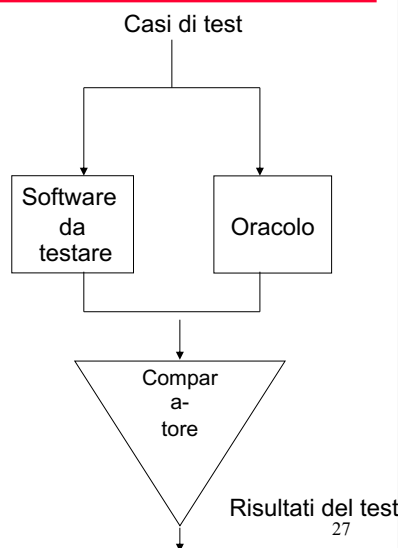 Casi di test
Software
da
testare
Oracolo
Compar
a-
tore
Risultati del test
27